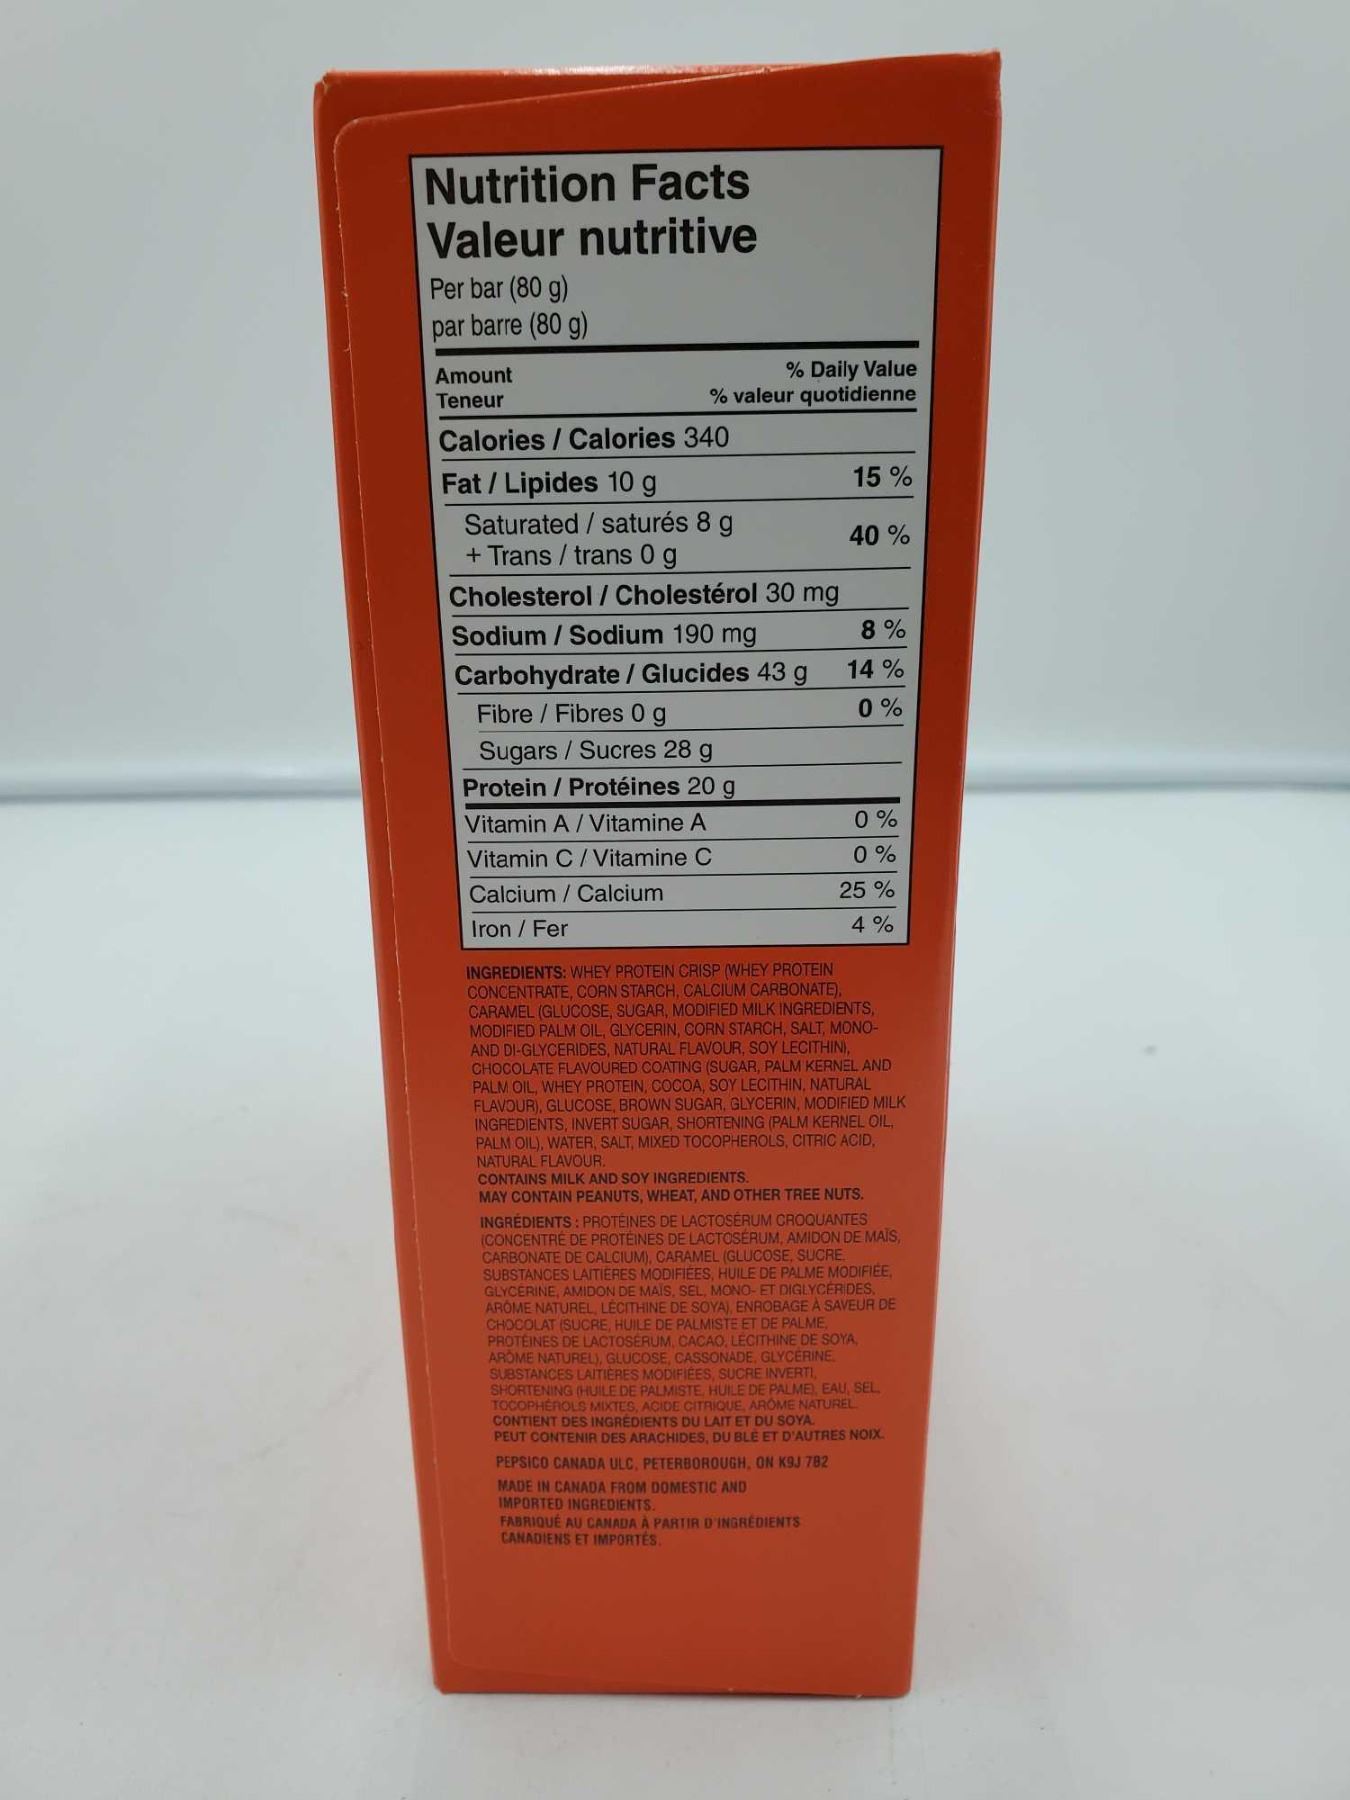 Nutrition Facts
Valeur nutritive
Per bar (80 g)
par barre (80 g)
Amount % Daily Value
Teneur % valeur quotidienne
Calories / Calories 340
Fat / Lipides 10 g 15 %
Saturated / saturés 8 g
+ Trans / trans 0 g 40 %
Cholesterol / Cholestérol 30 mg
Sodium / Sodium 190 mg 8 %
Carbohydrate / Glucides 43 g 14 %
Fibre / Fibres 0 g 0 %
Sugars / Sucres 28 g
Protein / Protéines 20 g
Vitamin A / Vitamine A 0 %
Vitamin C / Vitamine C 0 %
Calcium / Calcium 25 %
Iron / Fer 4 %
INGREDIENTS: WHEY PROTEIN CRISP (WHEY PROTEIN
CONCENTRATE, CORN STARCH, CALCIUM CARBONATE),
CARAMEL (GLUCOSE, SUGAR, MODIFIED MILK INGREDIENTS,
MODIFIED PALM OIL, GLYCERIN, CORN STARCH, SALT, MONO-
AND DI-GLYCERIDES, NATURAL FLAVOUR, SOY LECITHIN),
CHOCOLATE FLAVOURED COATING (SUGAR, PALM KERNEL AND
PALM OIL, WHEY PROTEIN, COCOA, SOY LECITHIN, NATURAL
FLAVOUR), GLUCOSE, BROWN SUGAR, GLYCERIN, MODIFIED MILK
INGREDIENTS, INVERT SUGAR, SHORTENING (PALM KERNEL OIL,
PALM OIL), WATER, SALT, MIXED TOCOPHEROLS, CITRIC ACID,
NATURAL FLAVOUR.
CONTAINS MILK AND SOY INGREDIENTS.
MAY CONTAIN PEANUTS, WHEAT, AND OTHER TREE NUTS.
INGRÉDIENTS : PROTÉINES DE LACTOSÉRUM CROQUANTES
(CONCENTRÉ DE PROTÉINES DE LACTOSÉRUM, AMIDON DE MAÏS,
CARBONATE DE CALCIUM), CARAMEL (GLUCOSE, SUCRE,
SUBSTANCES LAITIÈRES MODIFIÉES, HUILE DE PALME MODIFIÉE,
GLYCÉRINE, AMIDON DE MAÏS, SEL, MONO- ET DIGLYCÉRIDES,
ARÔME NATUREL, LÉCITHINE DE SOYA), ENROBAGE À SAVEUR DE
CHOCOLAT (SUCRE, HUILE DE PALMISTE ET DE PALME,
PROTÉINES DE LACTOSÉRUM, CACAO, LÉCITHINE DE SOYA,
ARÔME NATUREL), GLUCOSE, CASSONADE, GLYCÉRINE,
SUBSTANCES LAITIÈRES MODIFIÉES, SUCRE INVERTI,
SHORTENING (HUILE DE PALMISTE, HUILE DE PALME), EAU, SEL,
TOCOPHÉROLS MIXTES, ACIDE CITRIQUE, ARÔME NATUREL.
CONTIENT DES INGRÉDIENTS DU LAIT ET DU SOYA.
PEUT CONTENIR DES ARACHIDES, DU BLÉ ET D'AUTRES NOIX.
PEPSICO CANADA ULC, PETERBOROUGH, ON K9J 7B2
MADE IN CANADA FROM DOMESTIC AND
IMPORTED INGREDIENTS.
FABRIQUÉ AU CANADA À PARTIR D'INGRÉDIENTS
CANADIENS ET IMPORTÉS.